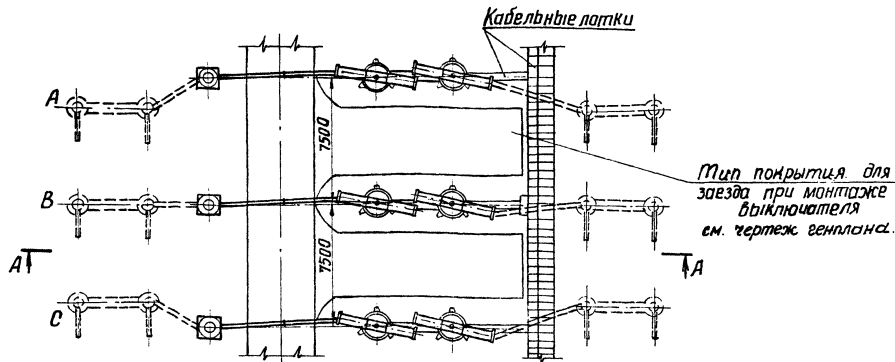 Кабельные лотки
А
7500
Тип покрытия для
заезда при монтаже
выключателя
см. чертеж генплана.
В
А
7500
А
С